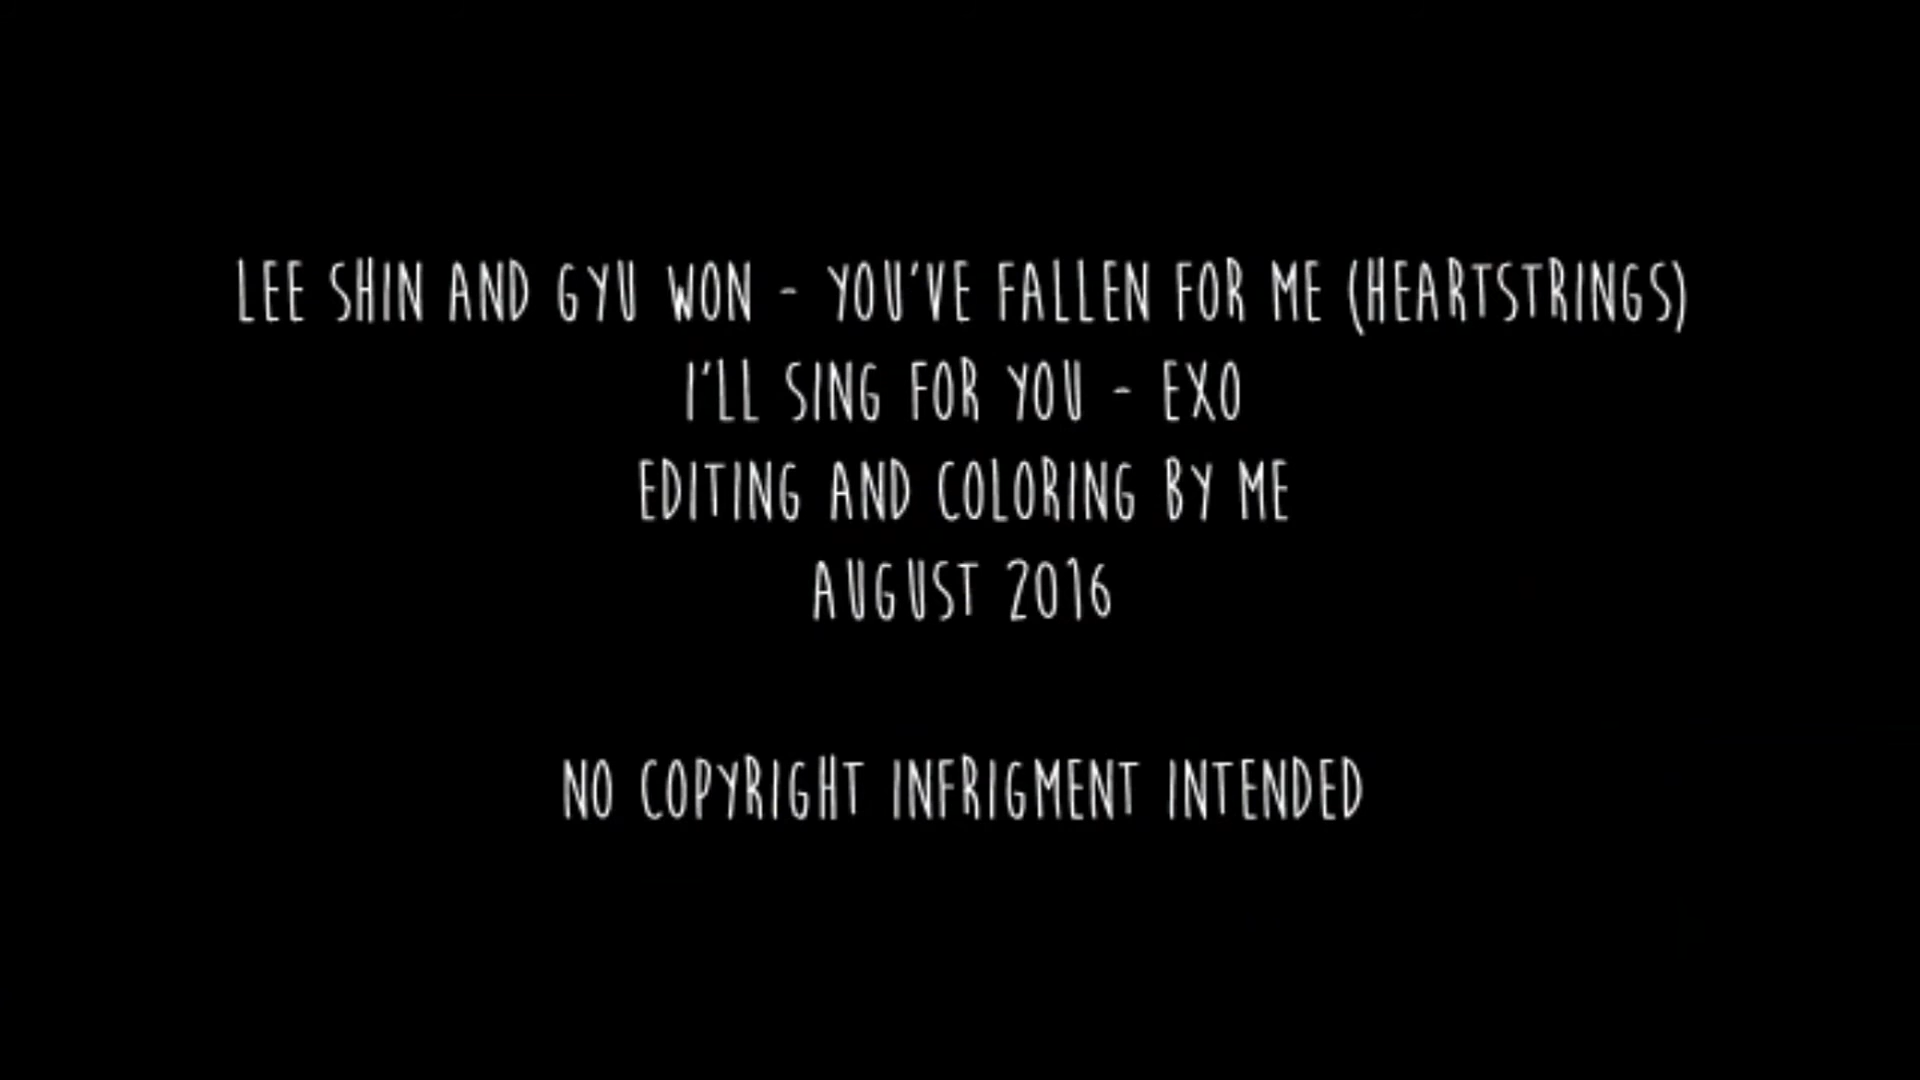 LEE SHIN AND GYU WON - YOU'VE FALLEN FOR ME (HEARTSTRINGS)
I'LL SING FOR YOU - EXO
EDITING AND COLORING BY ME
AUGUST 2016
NO COPYRIGHT INFRIGMENT INTENDED